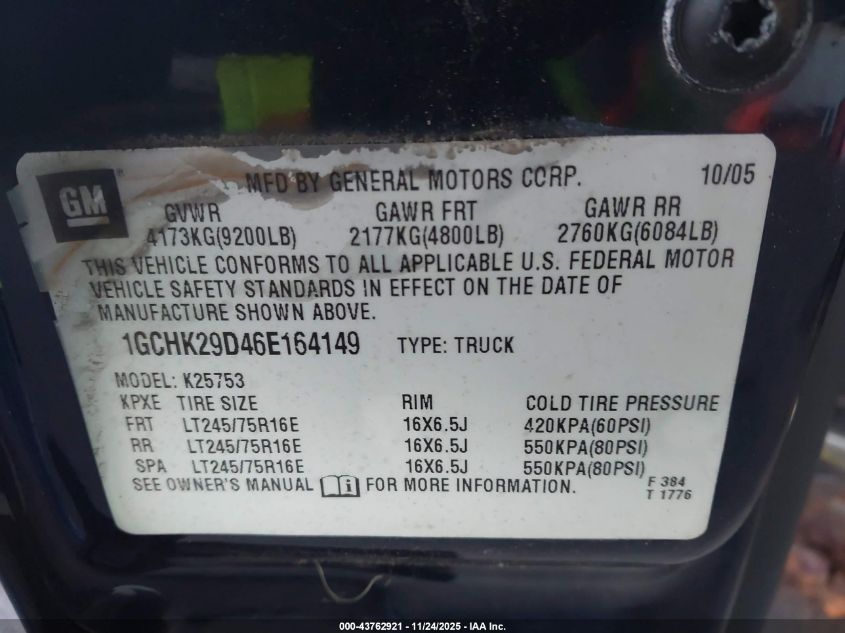 GM
MFD BY GENERAL MOTORS CORP. 10/05
GVWR GAWR FRT GAWR RR
4173KG(9200LB) 2177KG(4800LB) 2760KG(6084LB)
THIS VEHICLE CONFORMS TO ALL APPLICABLE U.S. FEDERAL MOTOR
VEHICLE SAFETY STANDARDS IN EFFECT ON THE DATE OF
MANUFACTURE SHOWN ABOVE.
1GCHK29D46E164149 TYPE: TRUCK
MODEL: K25753
KPXE TIRE SIZE RIM COLD TIRE PRESSURE
FRT LT245/75R16E 16X6.5J 420KPA(60PSI)
RR LT245/75R16E 16X6.5J 550KPA(80PSI)
SPA LT245/75R16E 16X6.5J 550KPA(80PSI)
SEE OWNER'S MANUAL FOR MORE INFORMATION. F 384
T 1776
000-43762921 - 11/24/2025 - IAA Inc.